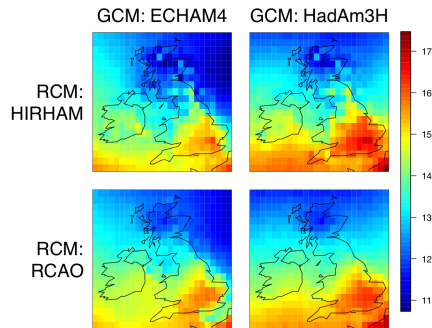 GCM: ECHAM4 GCM: HadAm3H
RCM:
HIRHAM
RCM:
RCAO
17
16
15
14
13
12
11